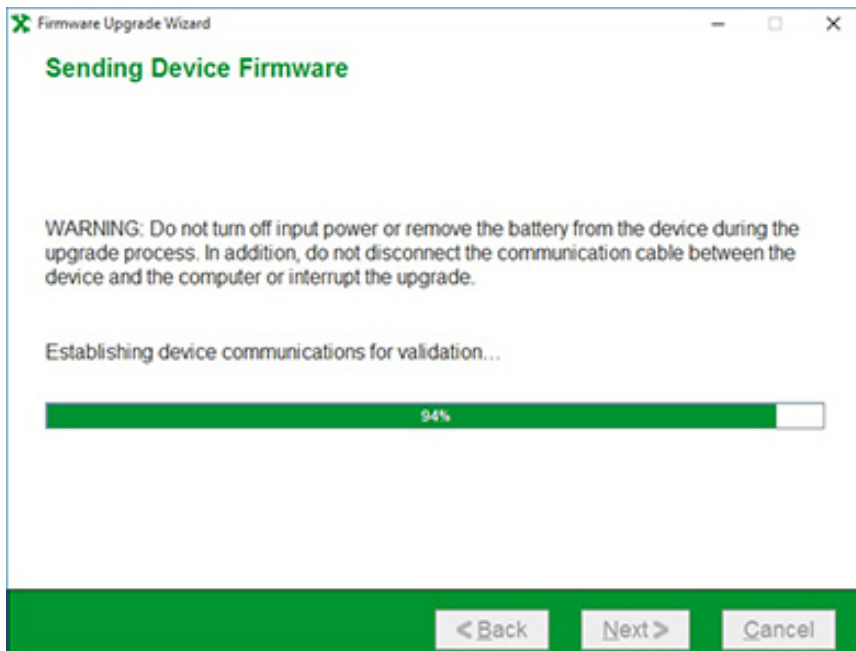 Firmware Upgrade Wizard
Sending Device Firmware
WARNING: Do not turn off input power or remove the battery from the device during the
upgrade process. In addition, do not disconnect the communication cable between the
device and the computer or interrupt the upgrade.
Establishing device communications for validation...
94%
< Back Next > Cancel